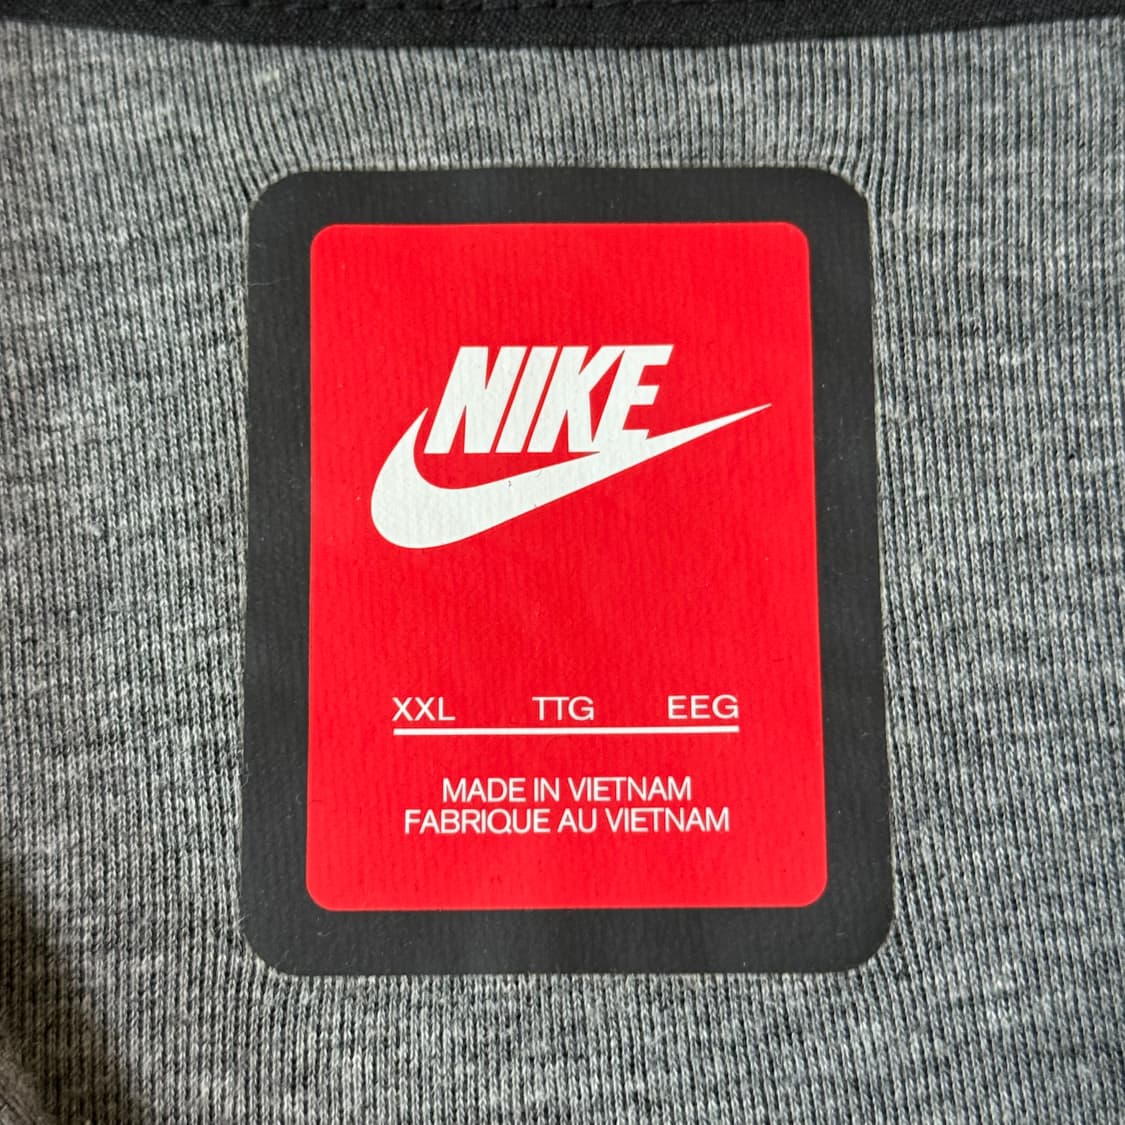 NIKE
XXL TTG EEG
MADE IN VIETNAM
FABRIQUE AU VIETNAM